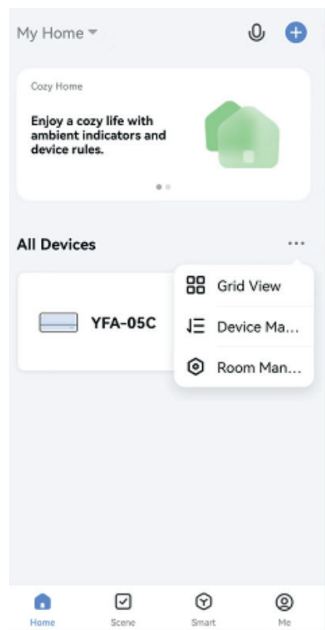 My Home
Cozy Home
Enjoy a cozy life with
ambient indicators and
device rules.
All Devices
YFA-05C
Grid View
Device Ma...
Room Man...
Home
Scene
Smart
Me